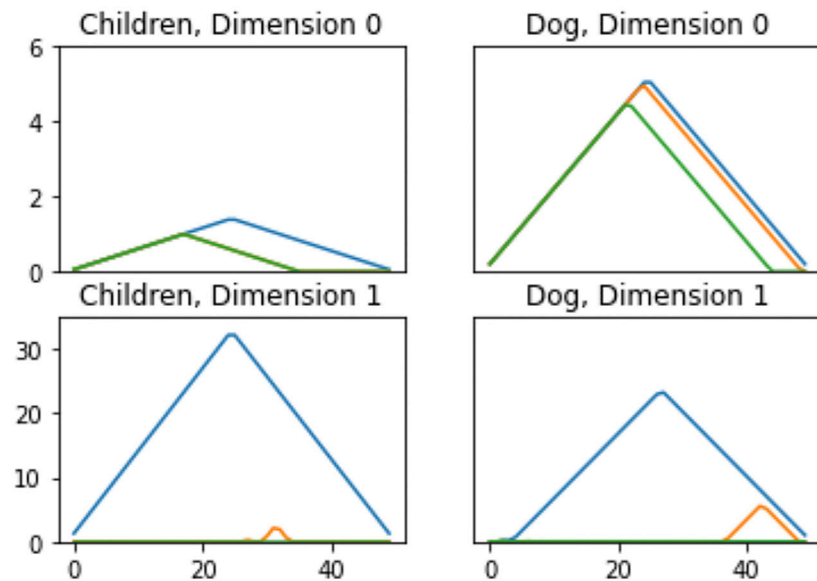 Children, Dimension 0
Dog, Dimension 0
6
4
2
0
Children, Dimension 1
Dog, Dimension 1
30
20
10
0
0 20 40
0 20 40